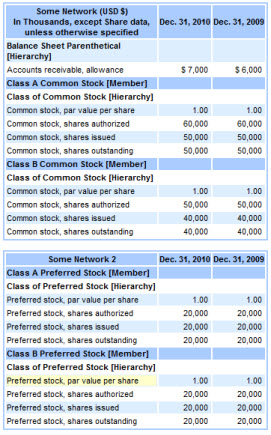 Some Network (USD $)
In Thousands, except Share data,
unless otherwise specified
Dec. 31, 2010 Dec. 31, 2009
Balance Sheet Parenthetical
[Hierarchy]
Accounts receivable, allowance $ 7,000 $ 6,000
Class A Common Stock [Member]
Class of Common Stock [Hierarchy]
Common stock, par value per share 1.00 1.00
Common stock, shares authorized 60,000 60,000
Common stock, shares issued 50,000 50,000
Common stock, shares outstanding 50,000 50,000
Class B Common Stock [Member]
Class of Common Stock [Hierarchy]
Common stock, par value per share 1.00 1.00
Common stock, shares authorized 50,000 50,000
Common stock, shares issued 40,000 40,000
Common stock, shares outstanding 40,000 40,000
Some Network 2 Dec. 31, 2010 Dec. 31, 2009
Class A Preferred Stock [Member]
Class of Preferred Stock [Hierarchy]
Preferred stock, par value per share 1.00 1.00
Preferred stock, shares authorized 20,000 20,000
Preferred stock, shares issued 20,000 20,000
Preferred stock, shares outstanding 20,000 20,000
Class B Preferred Stock [Member]
Class of Preferred Stock [Hierarchy]
Preferred stock, par value per share 1.00 1.00
Preferred stock, shares authorized 20,000 20,000
Preferred stock, shares issued 20,000 20,000
Preferred stock, shares outstanding 20,000 20,000